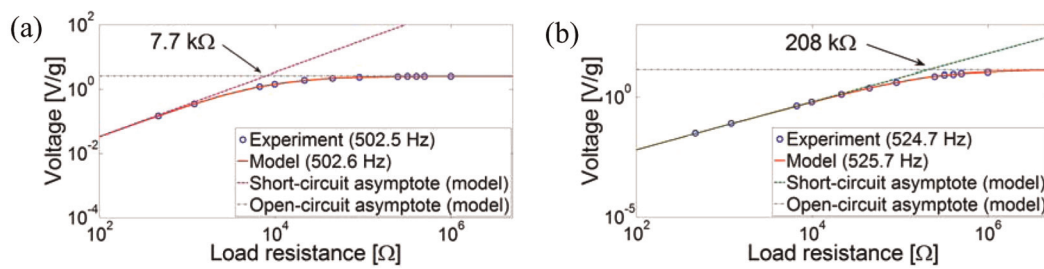 (a)
10^2
10^0
10^-2
10^-4
Voltage [V/g]
7.7 kΩ
Experiment (502.5 Hz)
Model (502.6 Hz)
Short-circuit asymptote (model)
Open-circuit asymptote (model)
10^2
10^4
10^6
Load resistance [Ω]
(b)
10^0
10^-5
Voltage [V/g]
208 kΩ
Experiment (524.7 Hz)
Model (525.7 Hz)
Short-circuit asymptote (model)
Open-circuit asymptote (model)
10^2
10^4
10^6
Load resistance [Ω]